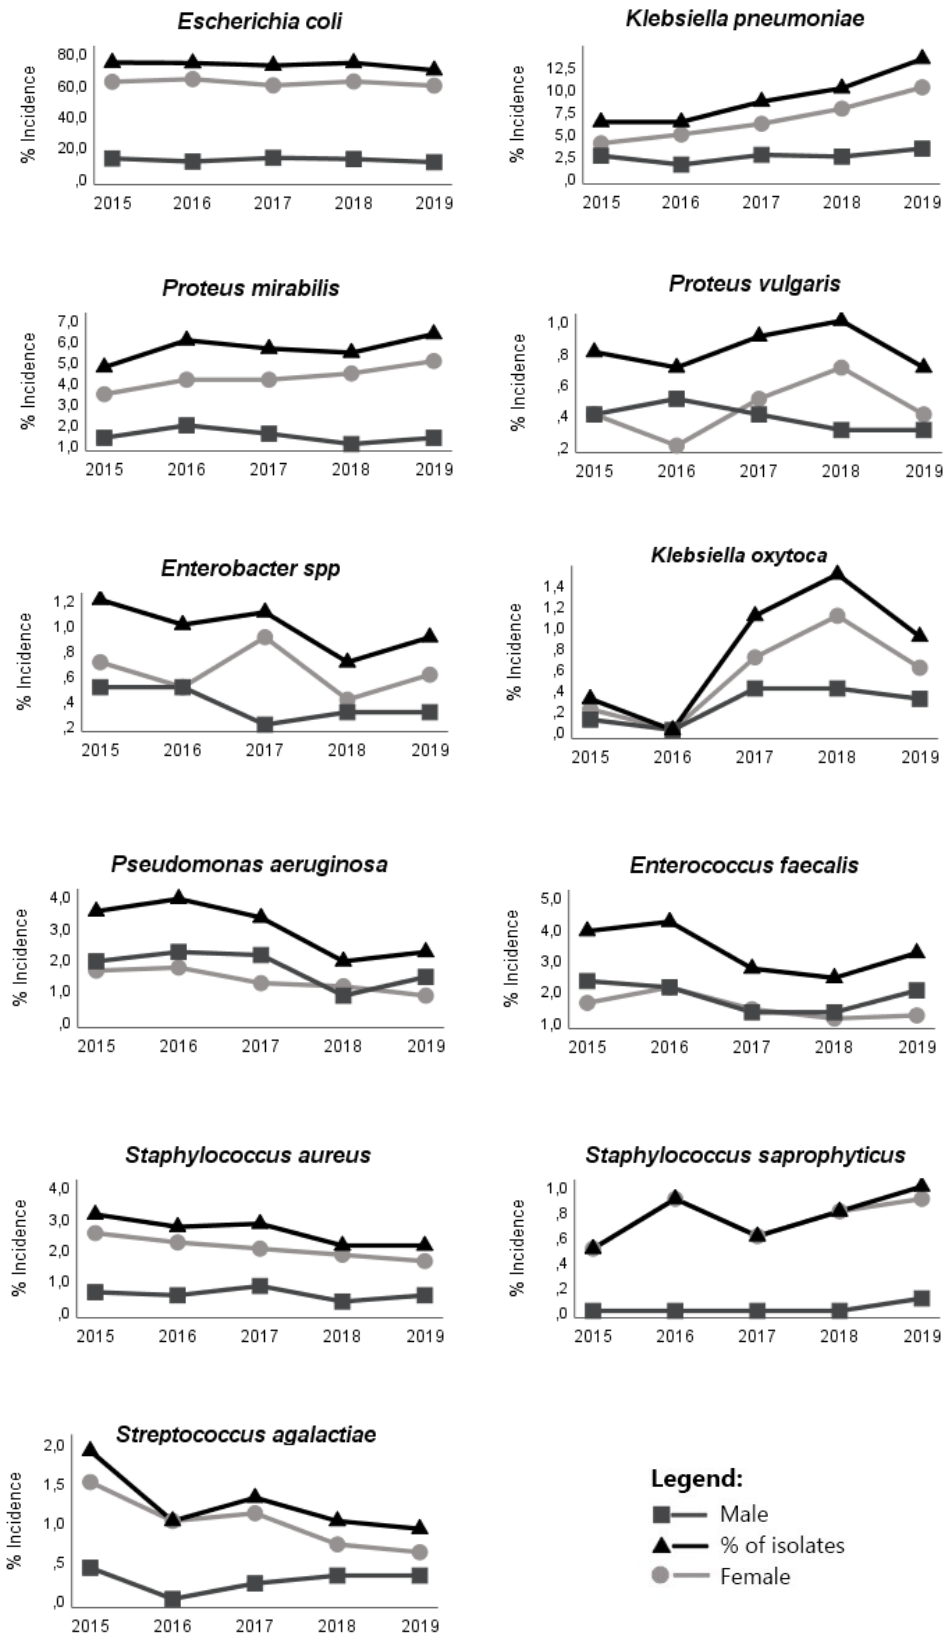 Escherichia coli
% Incidence
80,0
60,0
40,0
20,0
,0
2015 2016 2017 2018 2019
Klebsiella pneumoniae
% Incidence
12,5
10,0
7,5
5,0
2,5
,0
2015 2016 2017 2018 2019
Proteus mirabilis
% Incidence
7,0
6,0
5,0
4,0
3,0
2,0
1,0
2015 2016 2017 2018 2019
Proteus vulgaris
% Incidence
1,0
,8
,6
,4
,2
2015 2016 2017 2018 2019
Enterobacter spp
% Incidence
1,2
1,0
,8
,6
,4
,2
2015 2016 2017 2018 2019
Klebsiella oxytoca
% Incidence
1,4
1,2
1,0
,8
,6
,4
,2
,0
2015 2016 2017 2018 2019
Pseudomonas aeruginosa
% Incidence
4,0
3,0
2,0
1,0
,0
2015 2016 2017 2018 2019
Enterococcus faecalis
% Incidence
5,0
4,0
3,0
2,0
1,0
2015 2016 2017 2018 2019
Staphylococcus aureus
% Incidence
4,0
3,0
2,0
1,0
,0
2015 2016 2017 2018 2019
Staphylococcus saprophyticus
% Incidence
1,0
,8
,6
,4
,2
,0
2015 2016 2017 2018 2019
Streptococcus agalactiae
% Incidence
2,0
1,5
1,0
,5
,0
2015 2016 2017 2018 2019
Legend:
Male
% of isolates
Female